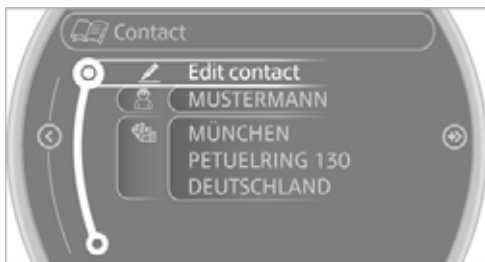 Contact
Edit contact
MUSTERMANN
MÜNCHEN
PETUELRING 130
DEUTSCHLAND